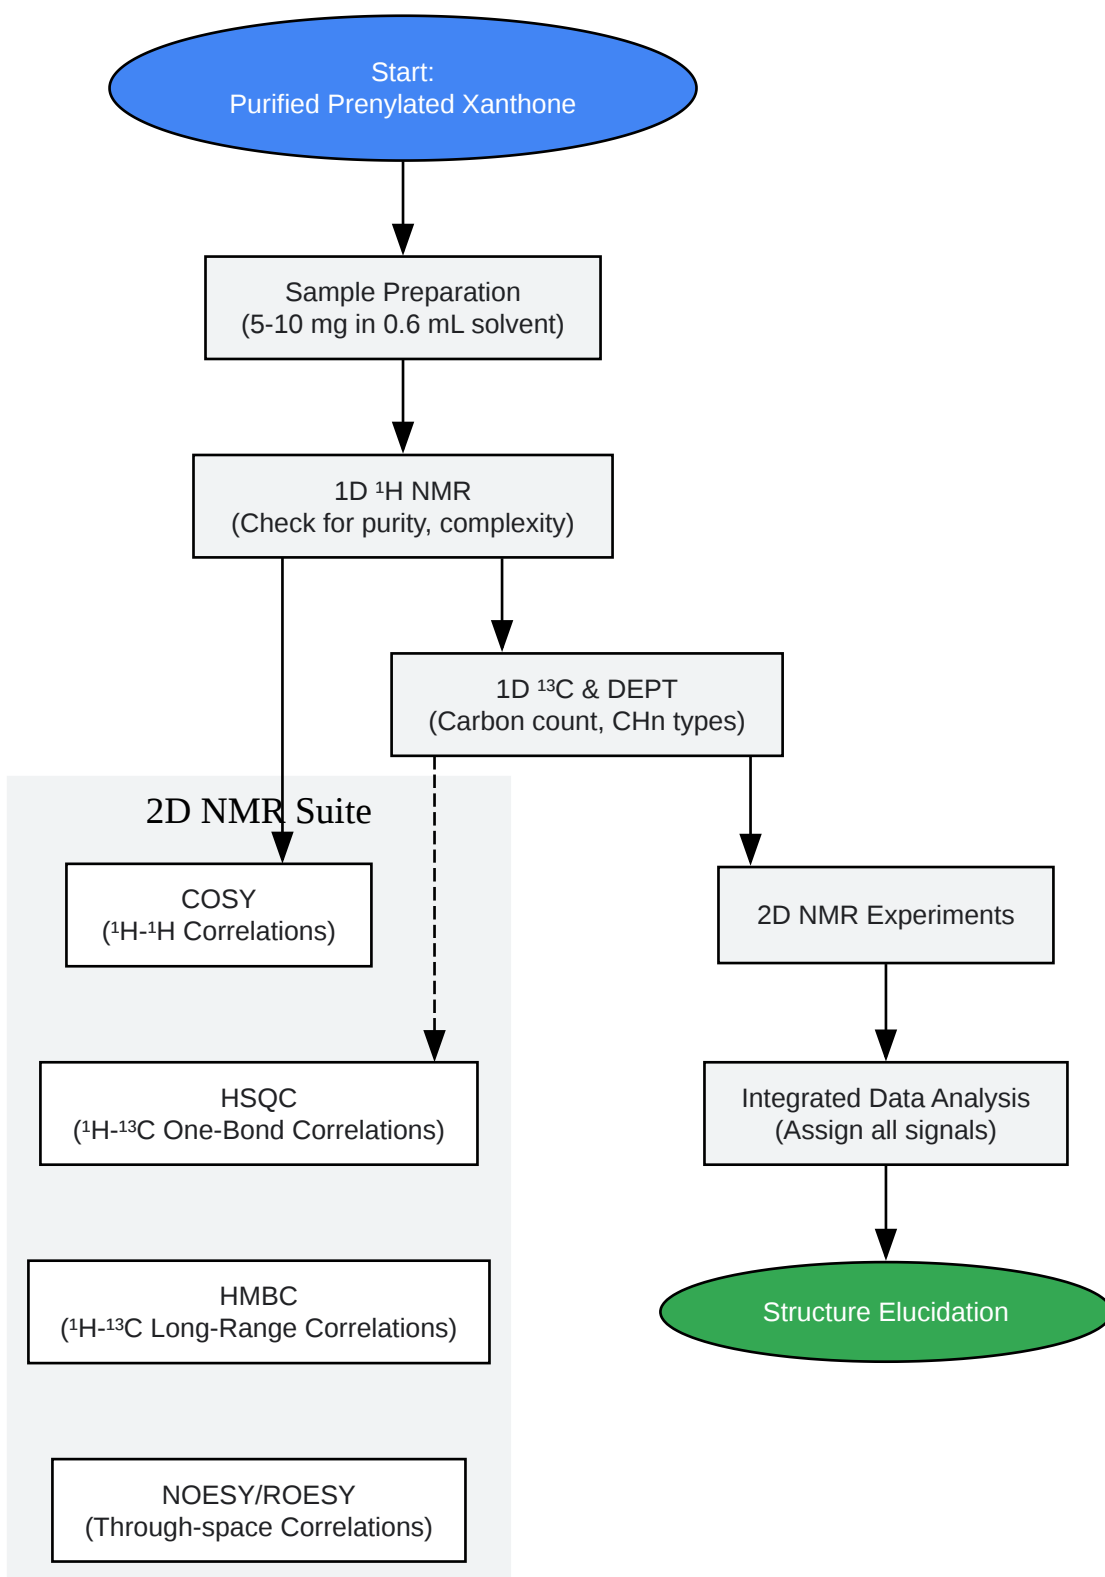 Start:
Purified Prenylated Xanthone
Sample Preparation
(5-10 mg in 0.6 mL solvent)
1D ¹H NMR
(Check for purity, complexity)
1D ¹³C & DEPT
(Carbon count, CHn types)
2D NMR Suite
COSY
(¹H-¹H Correlations)
2D NMR Experiments
HSQC
(¹H-¹³C One-Bond Correlations)
Integrated Data Analysis
(Assign all signals)
HMBC
(¹H-¹³C Long-Range Correlations)
Structure Elucidation
NOESY/ROESY
(Through-space Correlations)